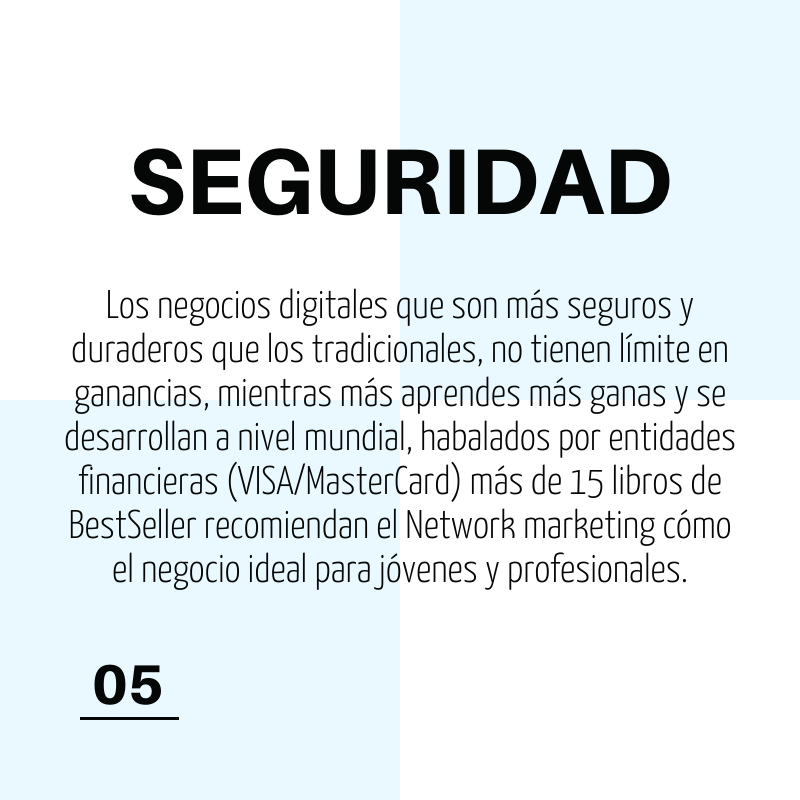 SEGURIDAD
Los negocios digitales que son más seguros y
duraderos que los tradicionales, no tienen límite en
ganancias, mientras más aprendes más ganas y se
desarrollan a nivel mundial, habalados por entidades
financieras (VISA/MasterCard) más de 15 libros de
BestSeller recomiendan el Network marketing cómo
el negocio ideal para jóvenes y profesionales.
05